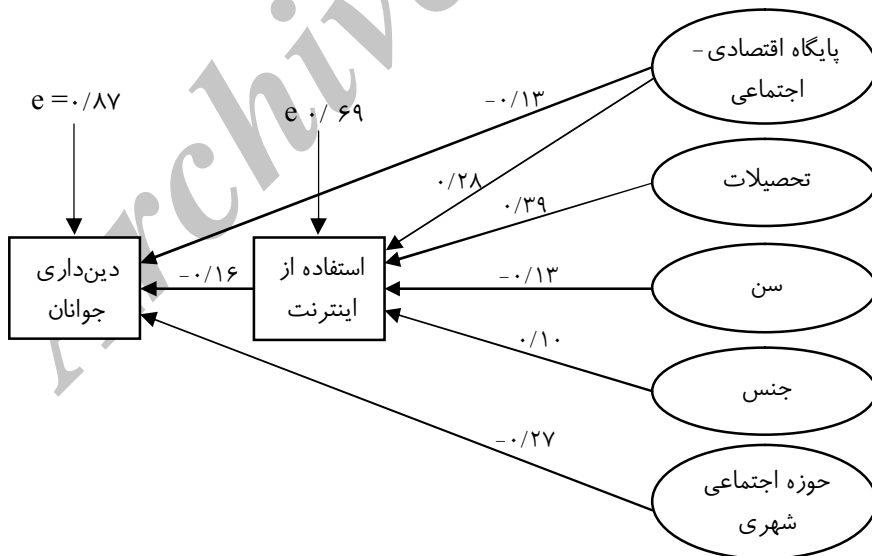 پایگاه اقتصادی-
اجتماعی
e =۰/۸۷
e ۰/۶۹
-۰/۱۳
۰/۲۸
تحصیلات
۰/۳۹
دین‌داری
جوانان
-۰/۱۶
استفاده از
اینترنت
-۰/۱۳
سن
۰/۱۰
جنس
-۰/۲۷
حوزه اجتماعی
شهری
Archive